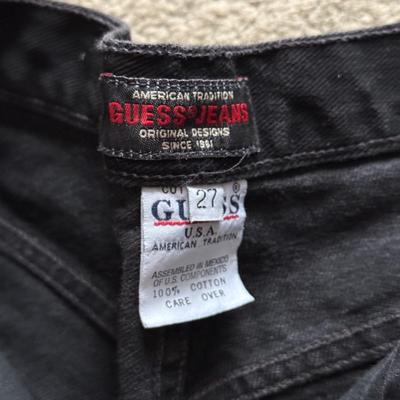 AMERICAN TRADITION
GUESS® JEANS
ORIGINAL DESIGNS
SINCE 1981
27
U.S.A.
AMERICAN TRADITION
ASSEMBLED IN MEXICO
OF U.S. COMPONENTS
100% COTTON
CARE OVER